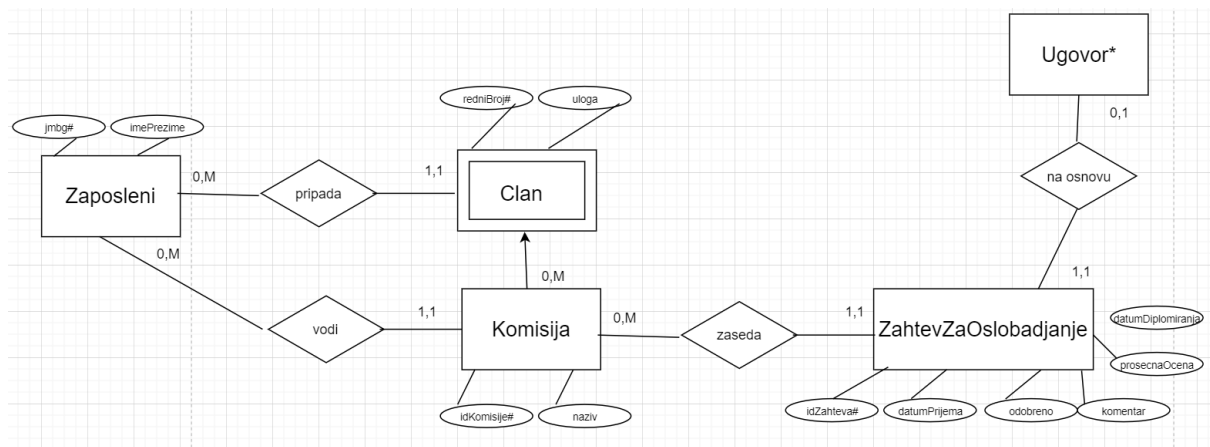 Ugovor*
0,1
na osnovu
1,1
redniBroj#
uloga
jmbg#
imePrezime
Zaposleni
0,M
pripada
1,1
Clan
0,M
0,M
vodi
1,1
Komisija
0,M
zaseda
1,1
ZahtevZaOslobadjanje
datumDiplomiranja
prosecnaOcena
idKomisije#
naziv
idZahteva#
datumPrijema
odobreno
komentar